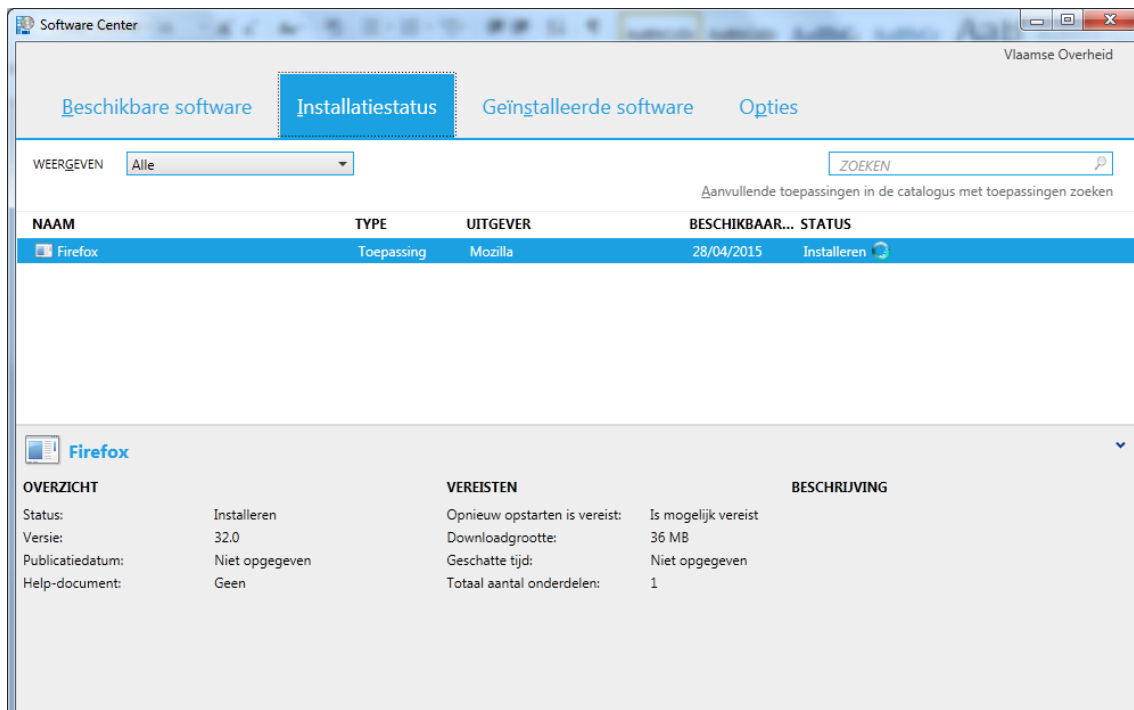 Software Center
Vlaamse Overheid
Beschikbare software Installatiestatus Geïnstalleerde software Opties
WEERGEVEN Alle ZOEKEN
Aanvullende toepassingen in de catalogus met toepassingen zoeken
NAAM TYPE UITGEVER BESCHIKBAAR... STATUS
Firefox Toepassing Mozilla 28/04/2015 Installeren
Firefox
OVERZICHT VEREISTEN BESCHRIJVING
Status: Installeren Opnieuw opstarten is vereist: Is mogelijk vereist
Versie: 32.0 Downloadgrootte: 36 MB
Publicatiedatum: Niet opgegeven Geschatte tijd: Niet opgegeven
Help-document: Geen Totaal aantal onderdelen: 1